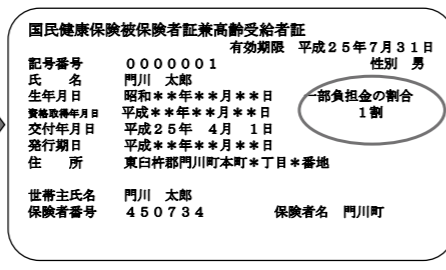 国民健康保険被保険者証兼高齢受給者証
有効期限 平成25年7月31日
記号番号 0000001 性別 男
氏 名 門川 太郎
生年月日 昭和**年**月**日 一部負担金の割合
資格取得年月日 平成**年**月**日 1割
交付年月日 平成25年 4月 1日
発行期日 平成**年**月**日
住 所 東臼杵郡門川町本町*丁目*番地
世帯主氏名 門川 太郎
保険者番号 450734 保険者名 門川町